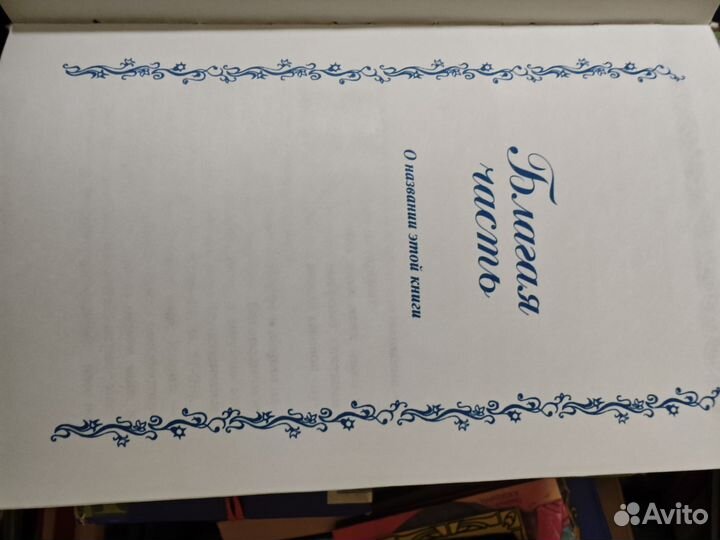 Благая
часть
О названии этой книги
Avito